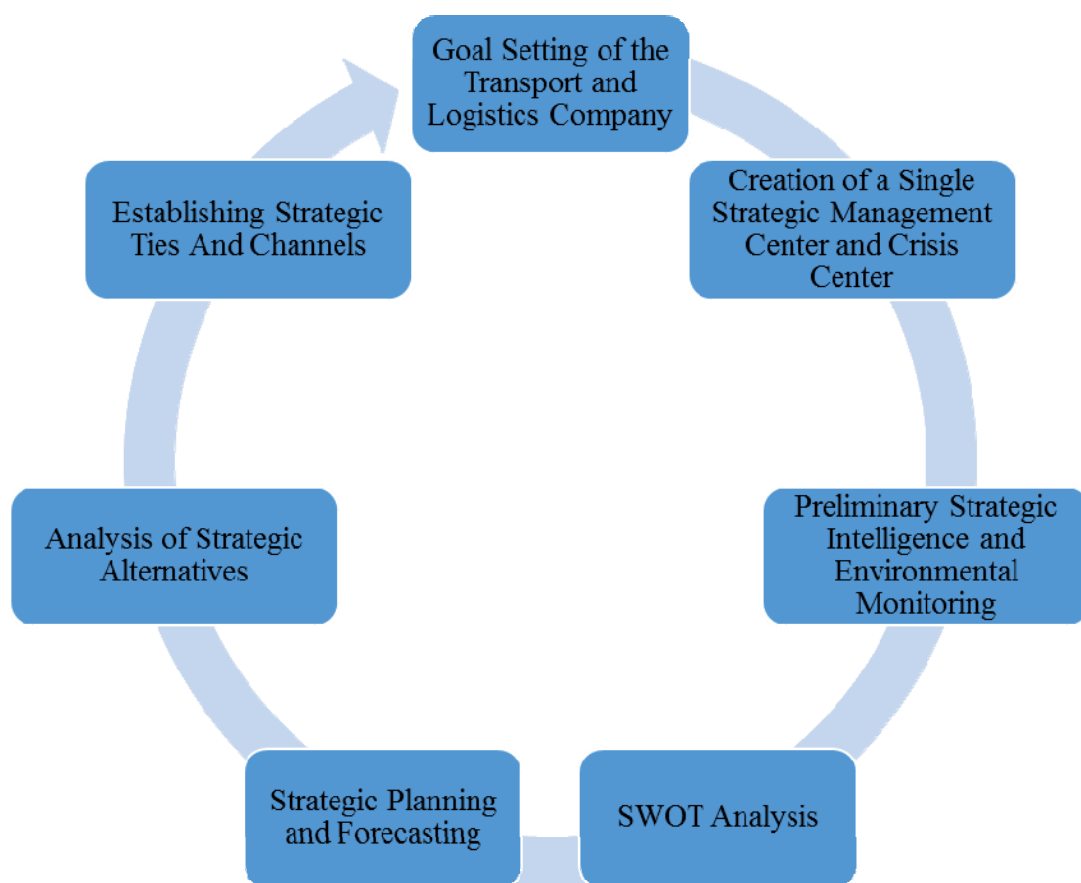 Goal Setting of the
Transport and
Logistics Company
Creation of a Single
Strategic Management
Center and Crisis
Center
Preliminary Strategic
Intelligence and
Environmental
Monitoring
SWOT Analysis
Strategic Planning
and Forecasting
Analysis of Strategic
Alternatives
Establishing Strategic
Ties And Channels